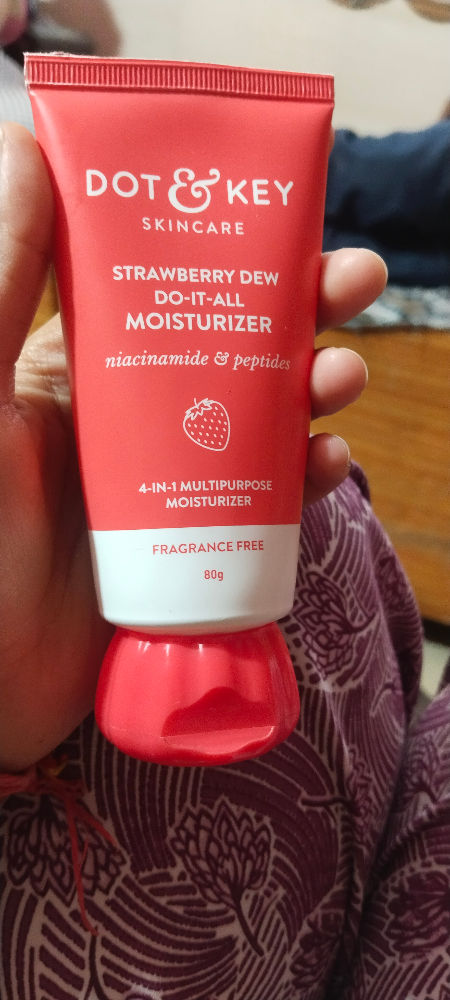 DOT & KEY
SKINCARE
STRAWBERRY DEW
DO-IT-ALL
MOISTURIZER
niacinamide & peptides
4-IN-1 MULTIPURPOSE
MOISTURIZER
FRAGRANCE FREE
80g